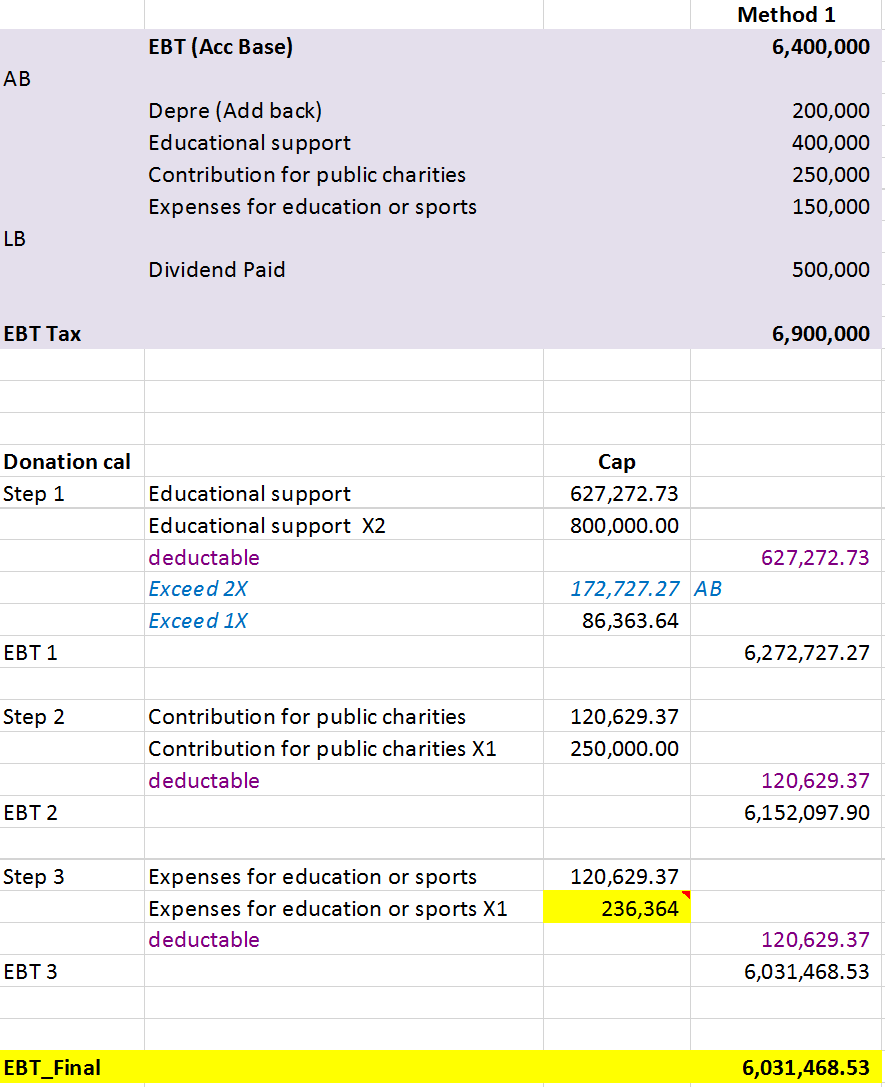 Method 1
EBT (Acc Base) 6,400,000
AB
Depre (Add back) 200,000
Educational support 400,000
Contribution for public charities 250,000
Expenses for education or sports 150,000
LB
Dividend Paid 500,000
EBT Tax 6,900,000
Donation cal Cap
Step 1 Educational support 627,272.73
Educational support X2 800,000.00
deductable 627,272.73
Exceed 2X 172,727.27 AB
Exceed 1X 86,363.64
EBT 1 6,272,727.27
Step 2 Contribution for public charities 120,629.37
Contribution for public charities X1 250,000.00
deductable 120,629.37
EBT 2 6,152,097.90
Step 3 Expenses for education or sports 120,629.37
Expenses for education or sports X1 236,364
deductable 120,629.37
EBT 3 6,031,468.53
EBT_Final 6,031,468.53